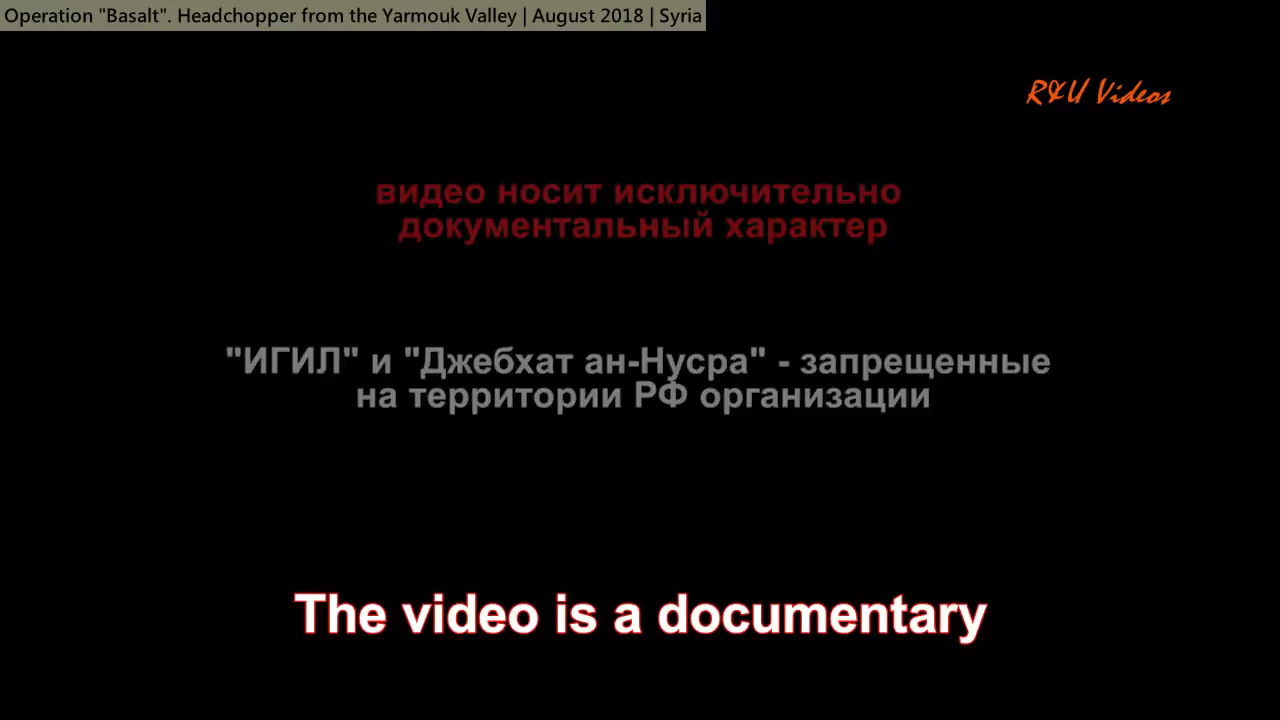 Operation "Basalt". Headchopper from the Yarmouk Valley | August 2018 | Syria
R&U Videos
видео носит исключительно
документальный характер
"ИГИЛ" и "Джебхат ан-Нусра" - запрещенные
на территории РФ организации
The video is a documentary